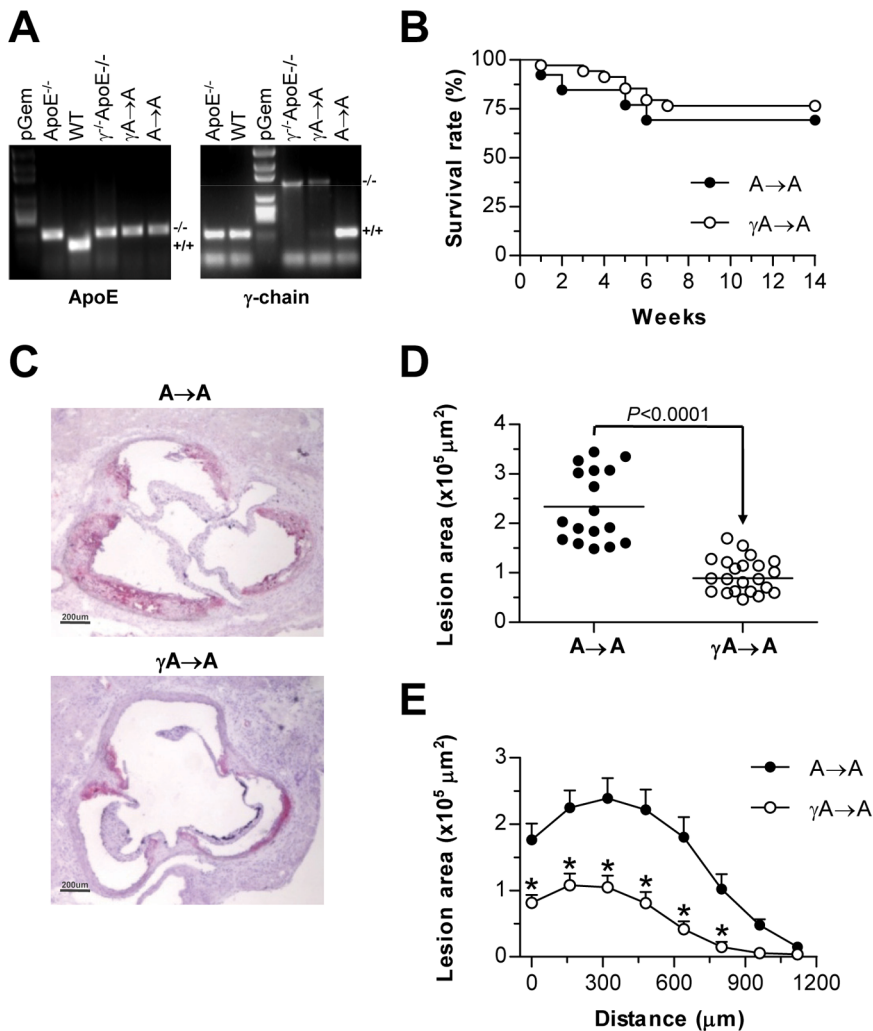 A
pGem
ApoE-/-
WT
γ-/-ApoE-/-
γA→A
A→A
ApoE-/-
WT
pGem
γ-/-ApoE-/-
γA→A
A→A
-/-
+/+
-/-
+/+
ApoE
γ-chain
B
Survival rate (%)
100
75
50
25
0
A→A
γA→A
0 2 4 6 8 10 12 14
Weeks
C
A→A
200um
γA→A
200um
D
Lesion area (x10⁵ μm²)
4
3
2
1
0
P<0.0001
A→A γA→A
E
Lesion area (x10⁵ μm²)
3
2
1
0
A→A
γA→A
* * * * * *
0 300 600 900 1200
Distance (μm)